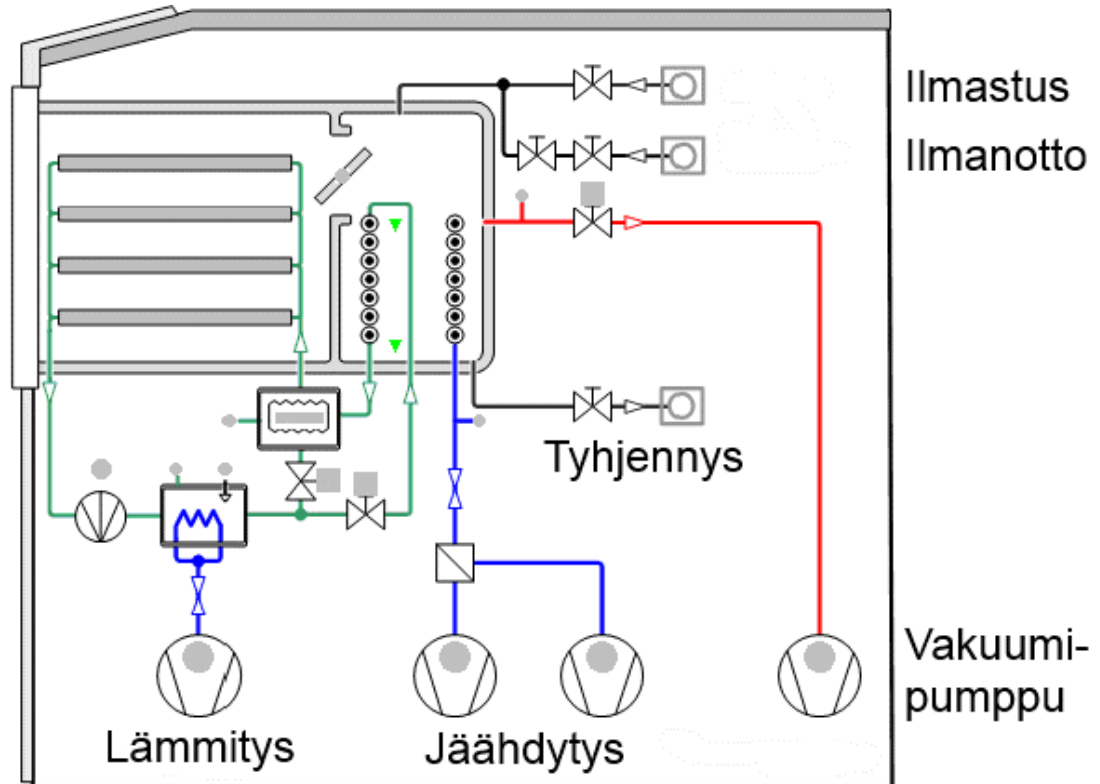 Ilmastus
Ilmanotto
Tyhjennys
Vakuumi-
pumppu
Lämmitys
Jäähdytys